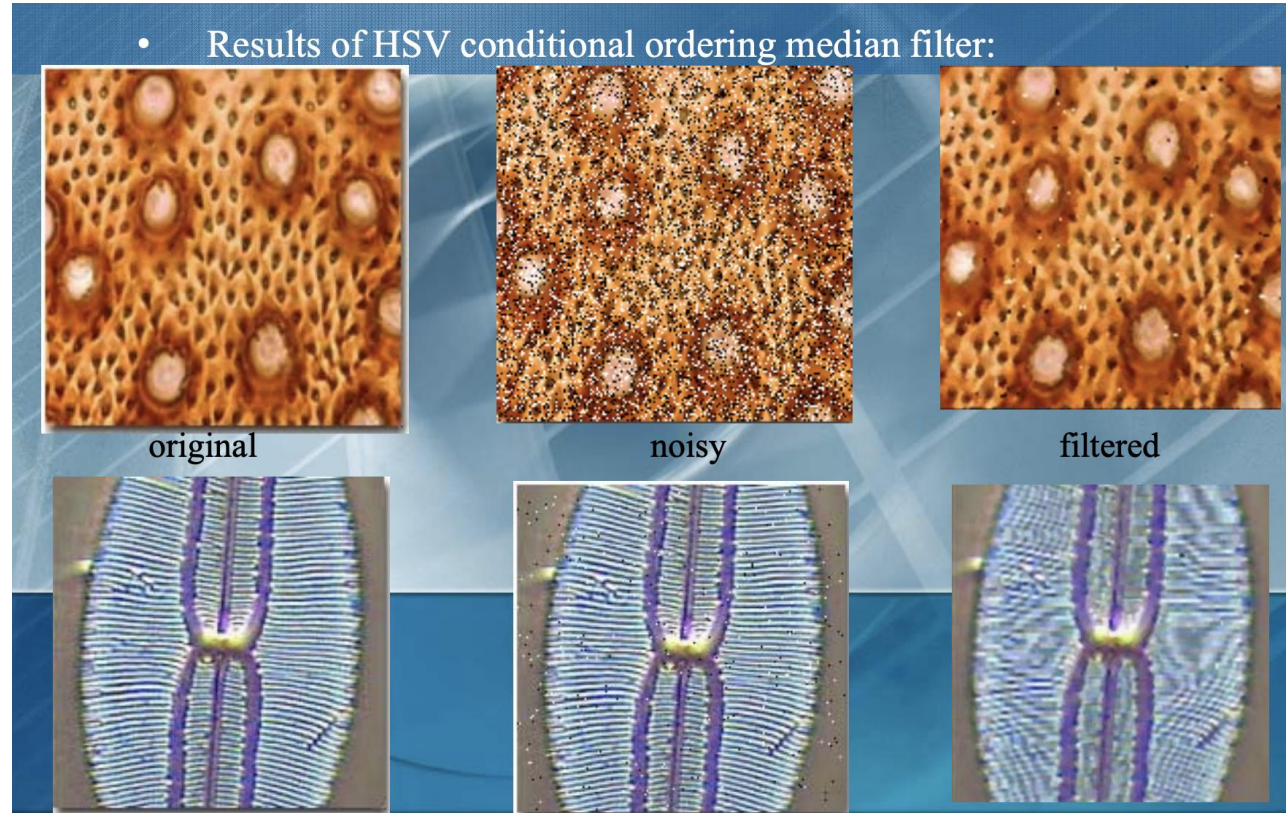 • Results of HSV conditional ordering median filter:
original
noisy
filtered